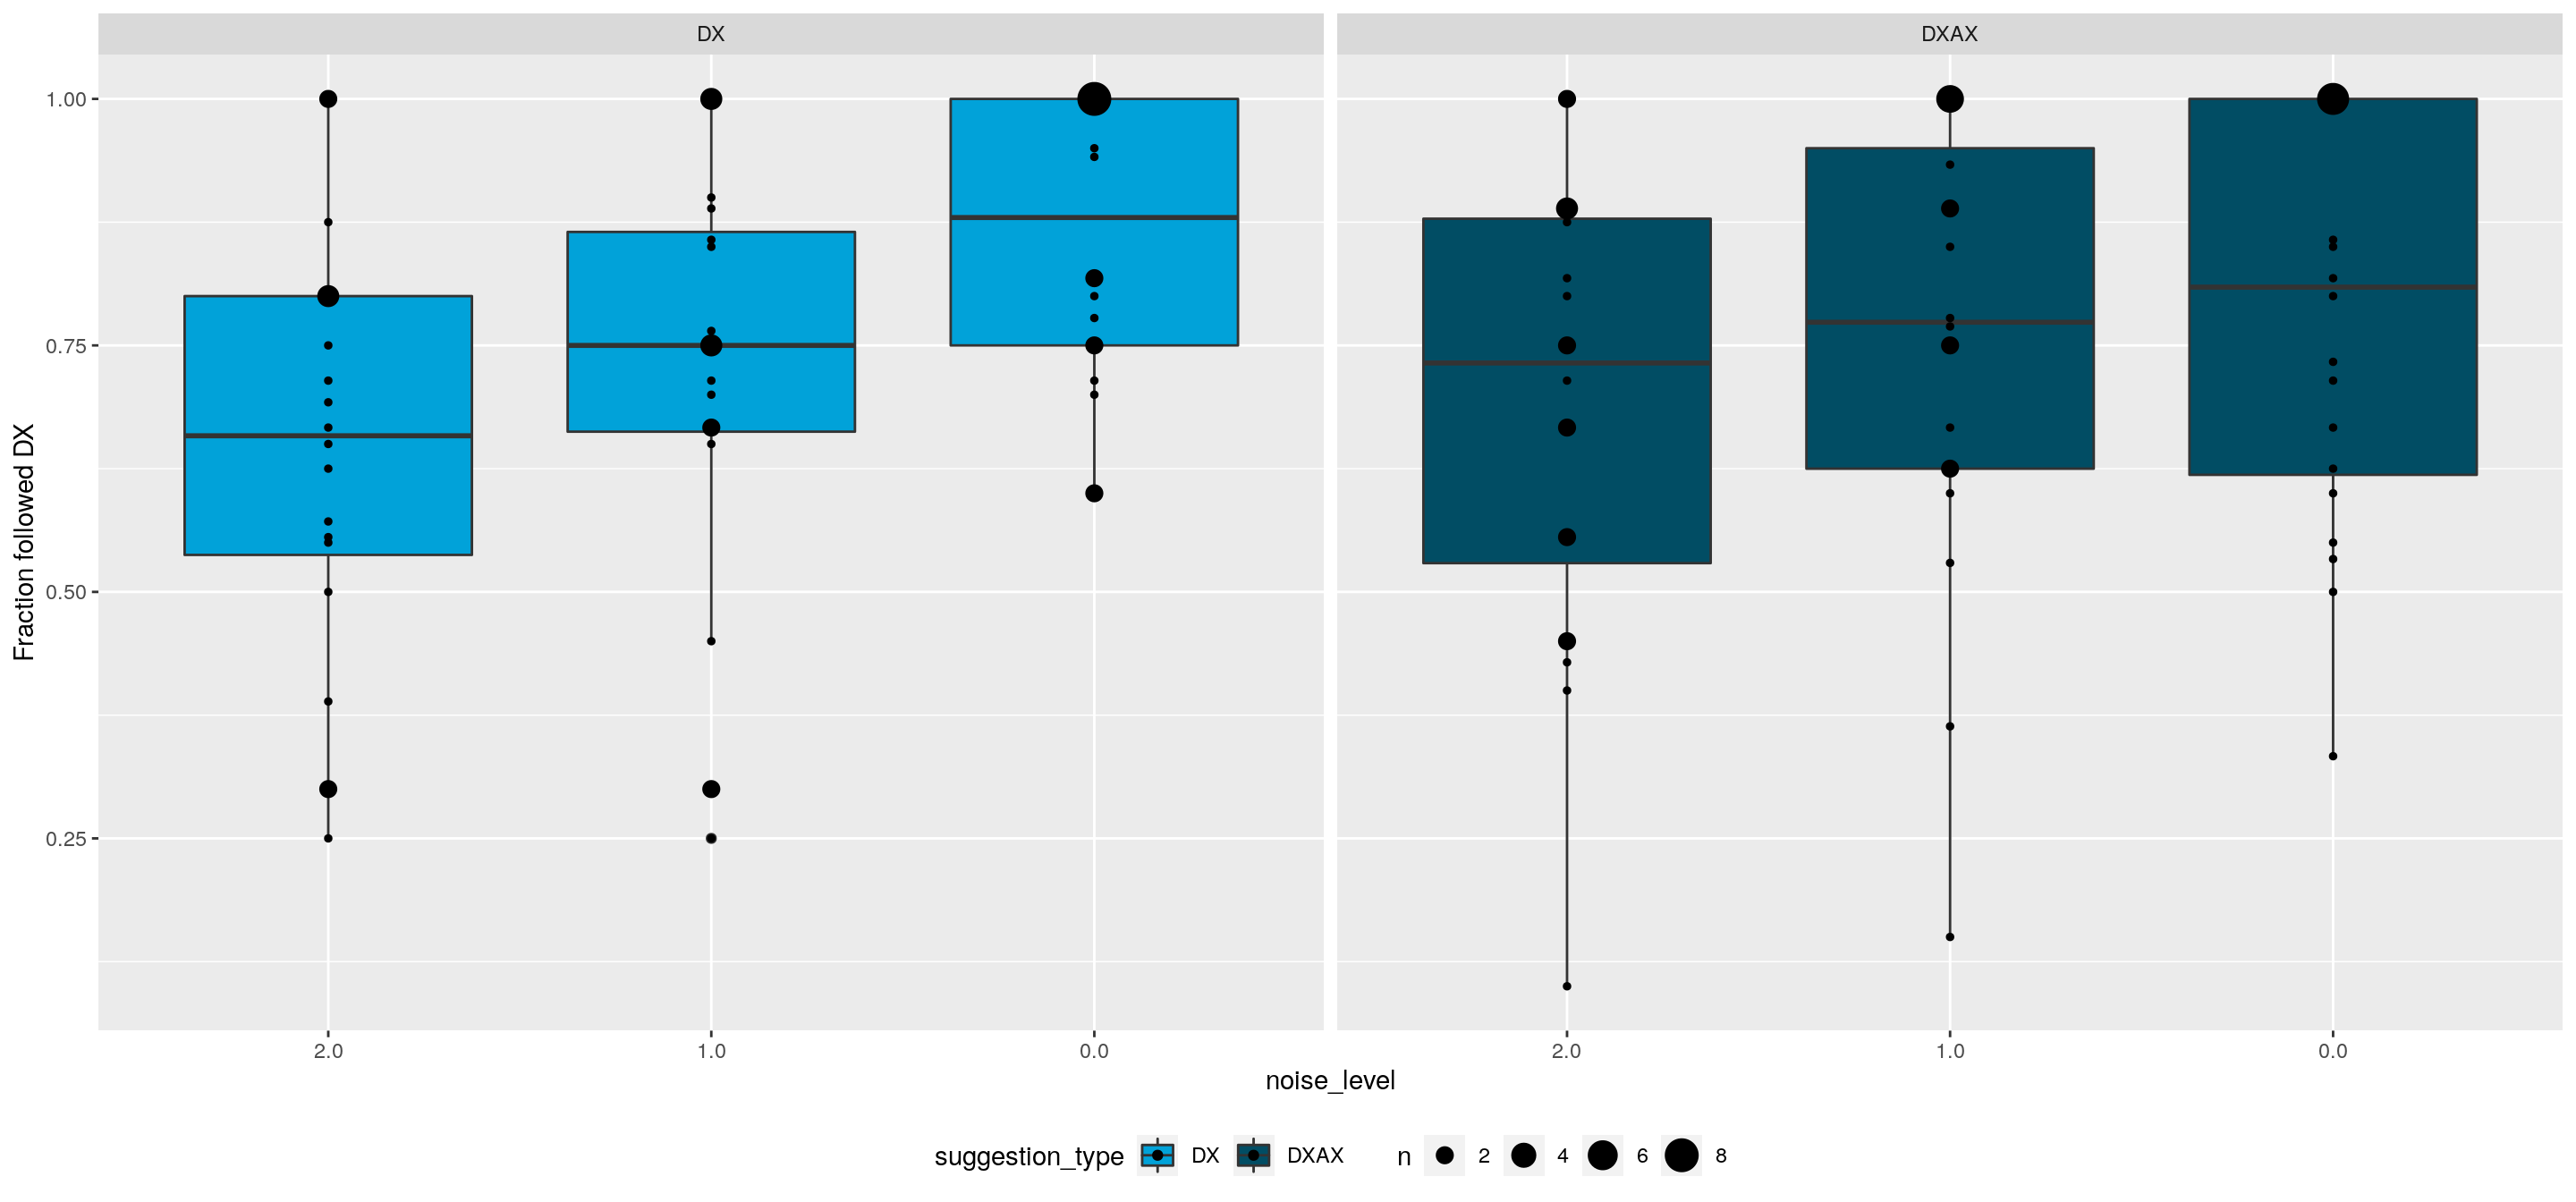 DX
DXAX
Fraction followed DX
1.00
0.75
0.50
0.25
2.0 1.0 0.0
2.0 1.0 0.0
noise_level
suggestion_type DX DXAX n 2 4 6 8